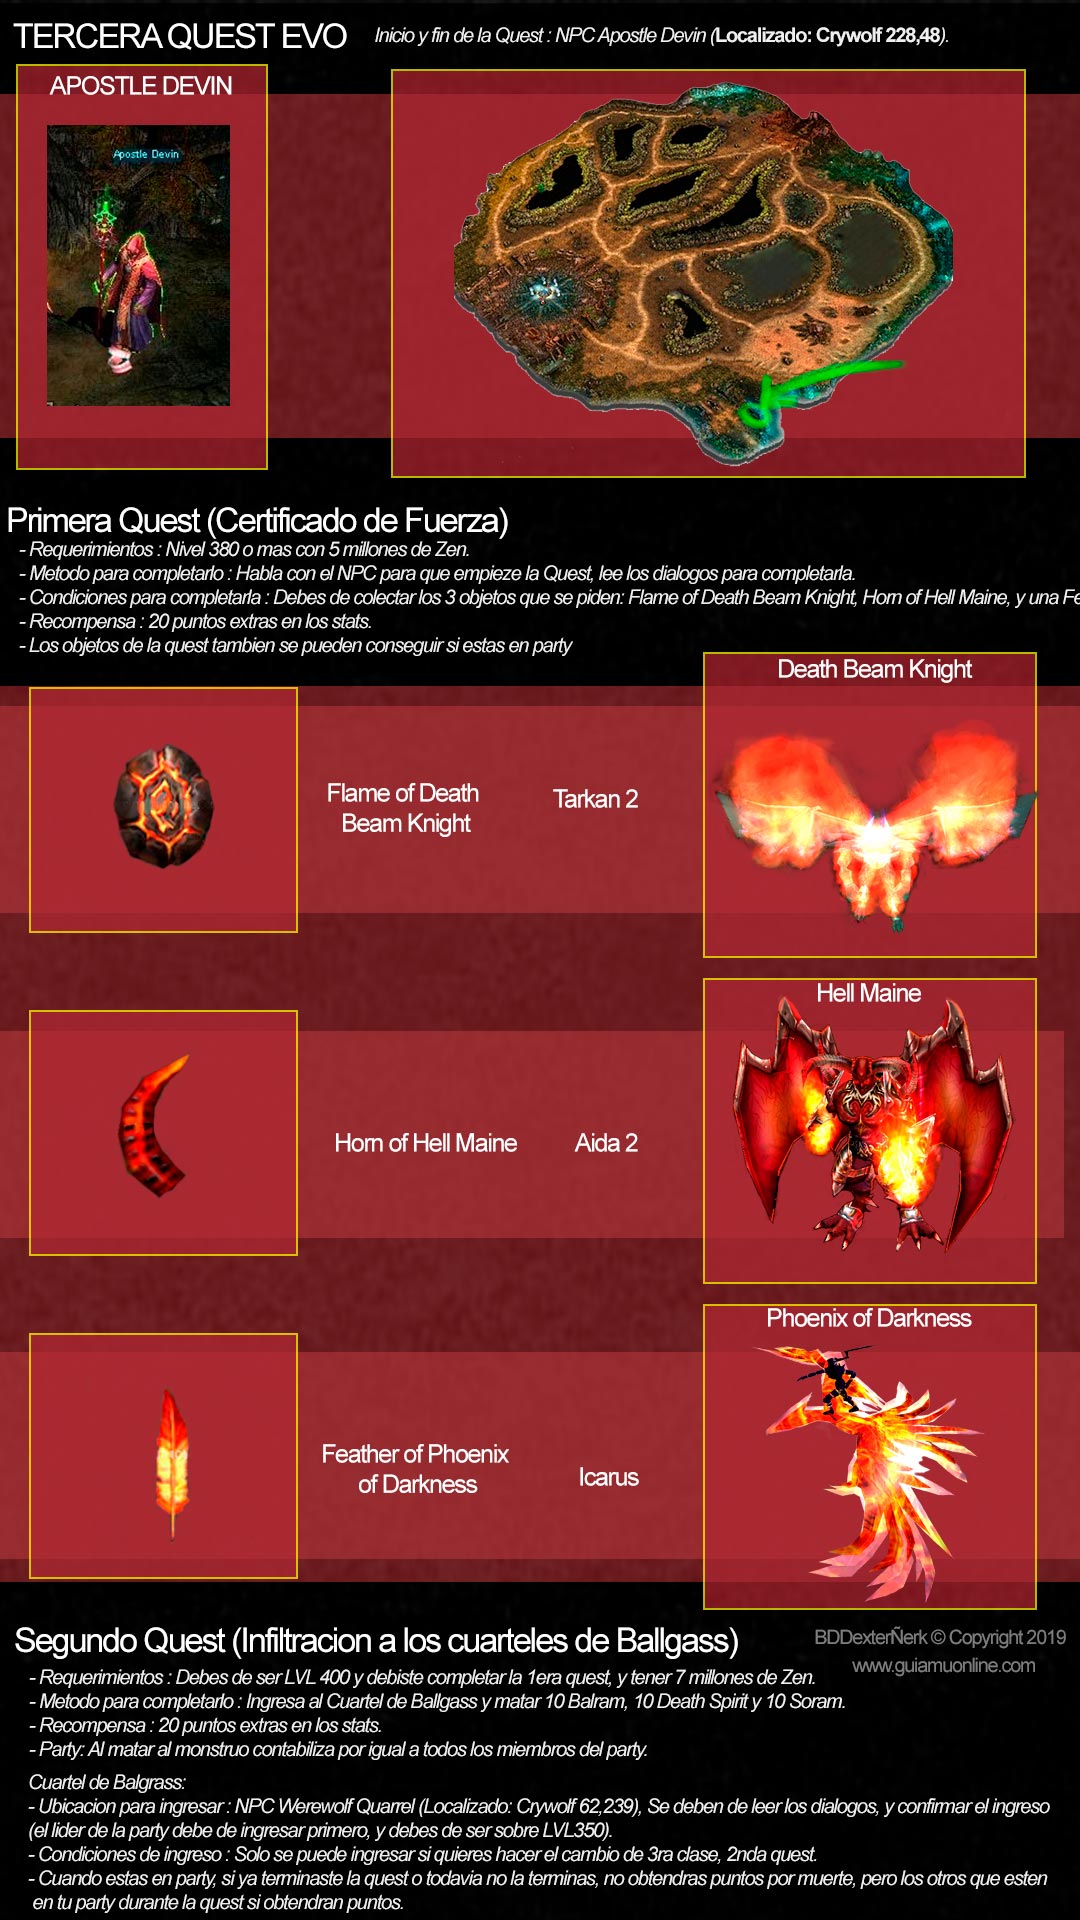 TERCERA QUEST EVO Inicio y fin de la Quest : NPC Apostle Devin (Localizado: Crywolf 228,48).
APOSTLE DEVIN
Apostle Devin
Primera Quest (Certificado de Fuerza)
- Requerimientos : Nivel 380 o mas con 5 millones de Zen.
- Metodo para completarlo : Habla con el NPC para que empieze la Quest, lee los dialogos para completarla.
- Condiciones para completarla : Debes de colectar los 3 objetos que se piden: Flame of Death Beam Knight, Horn of Hell Maine, y una Fe
- Recompensa : 20 puntos extras en los stats.
- Los objetos de la quest tambien se pueden conseguir si estas en party
Death Beam Knight
Flame of Death
Beam Knight
Tarkan 2
Hell Maine
Horn of Hell Maine
Aida 2
Phoenix of Darkness
Feather of Phoenix
of Darkness
Icarus
Segundo Quest (Infiltracion a los cuarteles de Ballgass)
BDDexterÑerk © Copyright 2019
www.guiamuonline.com
- Requerimientos : Debes de ser LVL 400 y debiste completar la 1era quest, y tener 7 millones de Zen.
- Metodo para completarlo : Ingresa al Cuartel de Ballgass y matar 10 Balram, 10 Death Spirit y 10 Soram.
- Recompensa : 20 puntos extras en los stats.
- Party: Al matar al monstruo contabiliza por igual a todos los miembros del party.
Cuartel de Balgrass:
- Ubicacion para ingresar : NPC Werewolf Quarrel (Localizado: Crywolf 62,239), Se deben de leer los dialogos, y confirmar el ingreso
(el lider de la party debe de ingresar primero, y debes de ser sobre LVL350).
- Condiciones de ingreso : Solo se puede ingresar si quieres hacer el cambio de 3ra clase, 2nda quest.
- Cuando estas en party, si ya terminaste la quest o todavia no la terminas, no obtendras puntos por muerte, pero los otros que esten
en tu party durante la quest si obtendran puntos.